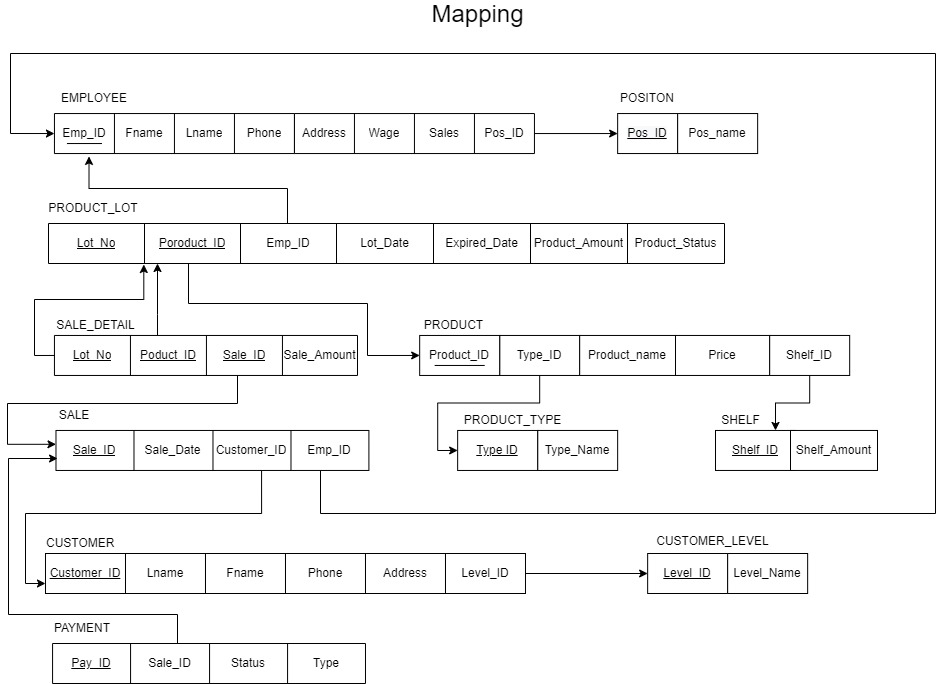 Mapping
EMPLOYEE
POSITON
Emp_ID Fname Lname Phone Address Wage Sales Pos_ID
Pos_ID Pos_name
PRODUCT_LOT
Lot_No Poroduct_ID Emp_ID Lot_Date Expired_Date Product_Amount Product_Status
SALE_DETAIL
PRODUCT
Lot_No Poduct_ID Sale_ID Sale_Amount
Product_ID Type_ID Product_name Price Shelf_ID
SALE
PRODUCT_TYPE
SHELF
Sale_ID Sale_Date Customer_ID Emp_ID
Type ID Type_Name
Shelf_ID Shelf_Amount
CUSTOMER
CUSTOMER_LEVEL
Customer_ID Lname Fname Phone Address Level_ID
Level_ID Level_Name
PAYMENT
Pay_ID Sale_ID Status Type